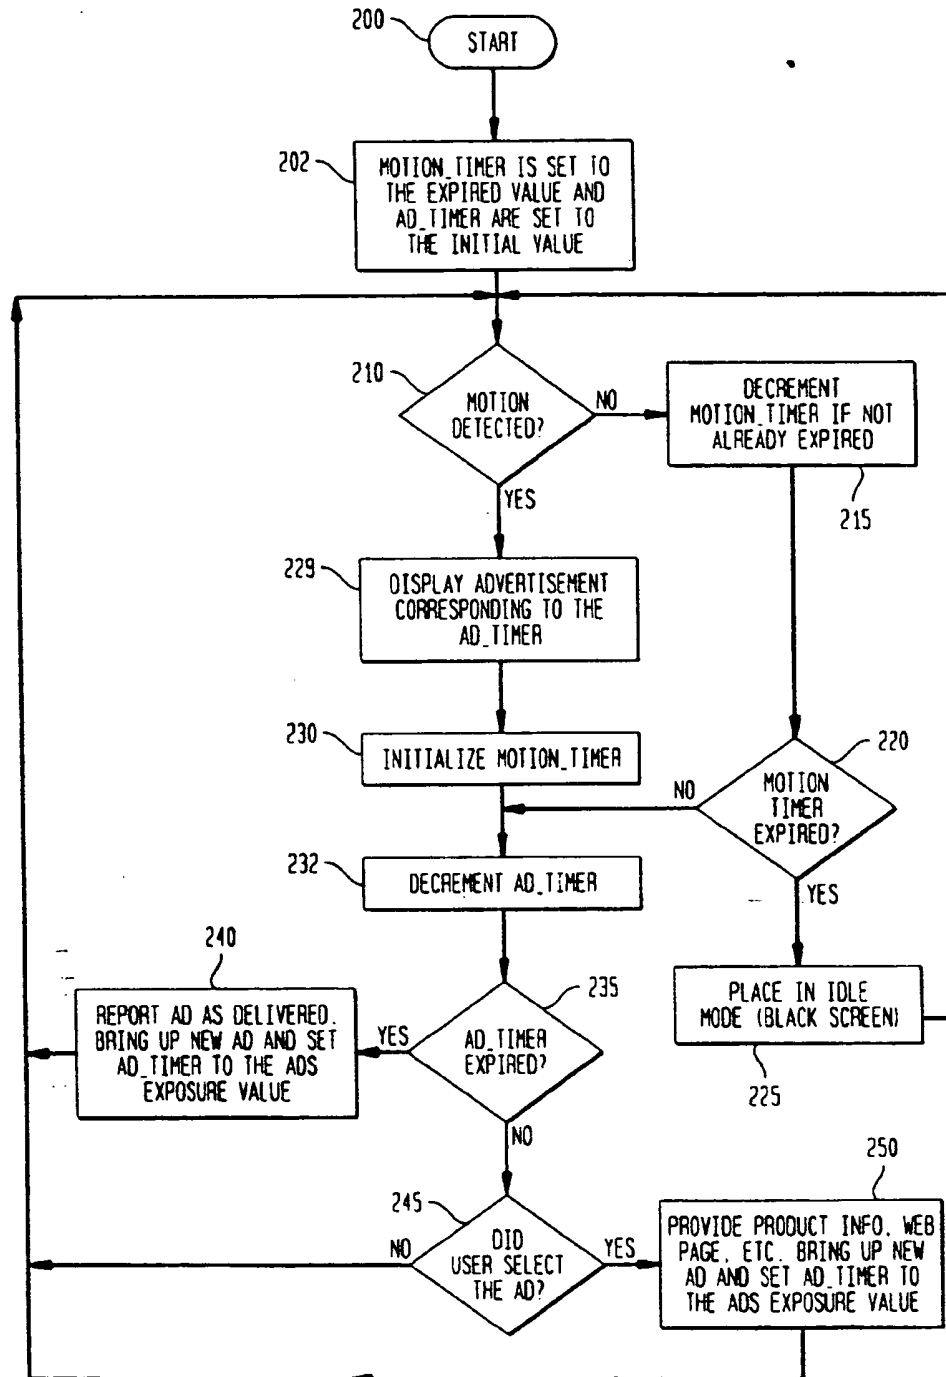 200
START
202
MOTION_TIMER IS SET TO
THE EXPIRED VALUE AND
AD_TIMER ARE SET TO
THE INITIAL VALUE
210
MOTION
DETECTED?
NO
YES
DECREMENT
MOTION_TIMER IF NOT
ALREADY EXPIRED
215
229
DISPLAY ADVERTISEMENT
CORRESPONDING TO THE
AD_TIMER
230
INITIALIZE MOTION_TIMER
220
MOTION
TIMER
EXPIRED?
NO
YES
232
DECREMENT AD_TIMER
PLACE IN IDLE
MODE (BLACK SCREEN)
225
235
AD_TIMER
EXPIRED?
YES
NO
240
REPORT AD AS DELIVERED.
BRING UP NEW AD AND SET
AD_TIMER TO THE ADS
EXPOSURE VALUE
245
DID
USER SELECT
THE AD?
NO
YES
250
PROVIDE PRODUCT INFO, WEB
PAGE, ETC. BRING UP NEW
AD AND SET AD_TIMER TO
THE ADS EXPOSURE VALUE